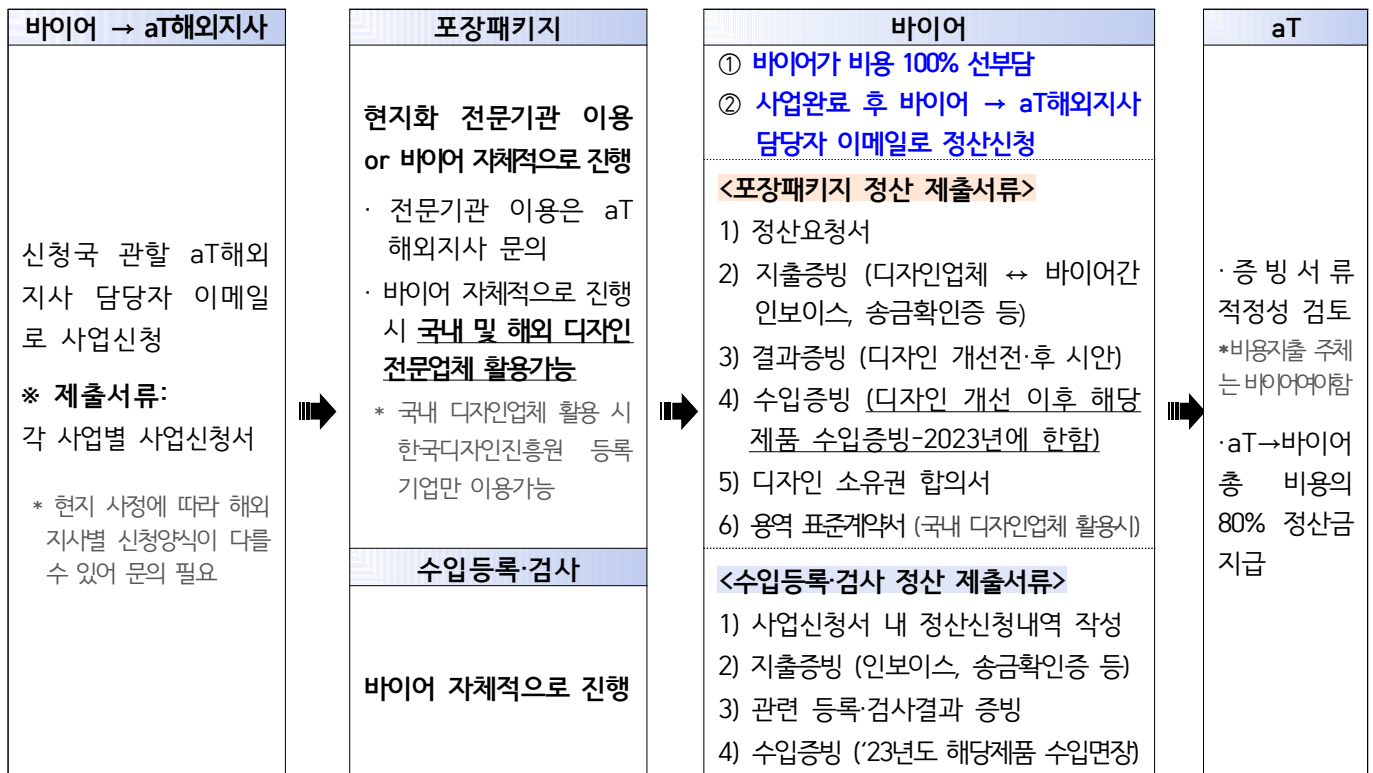 바이어 → aT해외지사
신청국 관할 aT해외
지사 담당자 이메일
로 사업신청
※ 제출서류:
각 사업별 사업신청서
* 현지 사정에 따라 해외
지사별 신청양식이 다를
수 있어 문의 필요
포장패키지
현지화 전문기관 이용
or 바이어 자체적으로 진행
· 전문기관 이용은 aT
해외지사 문의
· 바이어 자체적으로 진행
시 국내 및 해외 디자인
전문업체 활용가능
* 국내 디자인업체 활용 시
한국디자인진흥원 등록
기업만 이용가능
수입등록·검사
바이어 자체적으로 진행
바이어
① 바이어가 비용 100% 선부담
② 사업완료 후 바이어 → aT해외지사
담당자 이메일로 정산신청
<포장패키지 정산 제출서류>
1) 정산요청서
2) 지출증빙 (디자인업체 ↔ 바이어간
인보이스, 송금확인증 등)
3) 결과증빙 (디자인 개선전·후 시안)
4) 수입증빙 (디자인 개선 이후 해당
제품 수입증빙-2023년에 한함)
5) 디자인 소유권 합의서
6) 용역 표준계약서 (국내 디자인업체 활용시)
<수입등록·검사 정산 제출서류>
1) 사업신청서 내 정산신청내역 작성
2) 지출증빙 (인보이스, 송금확인증 등)
3) 관련 등록·검사결과 증빙
4) 수입증빙 ('23년도 해당제품 수입면장)
aT
· 증빙서류
적정성 검토
*비용지출 주체
는 바이어여야함
·aT→바이어
총 비용의
80% 정산금
지급